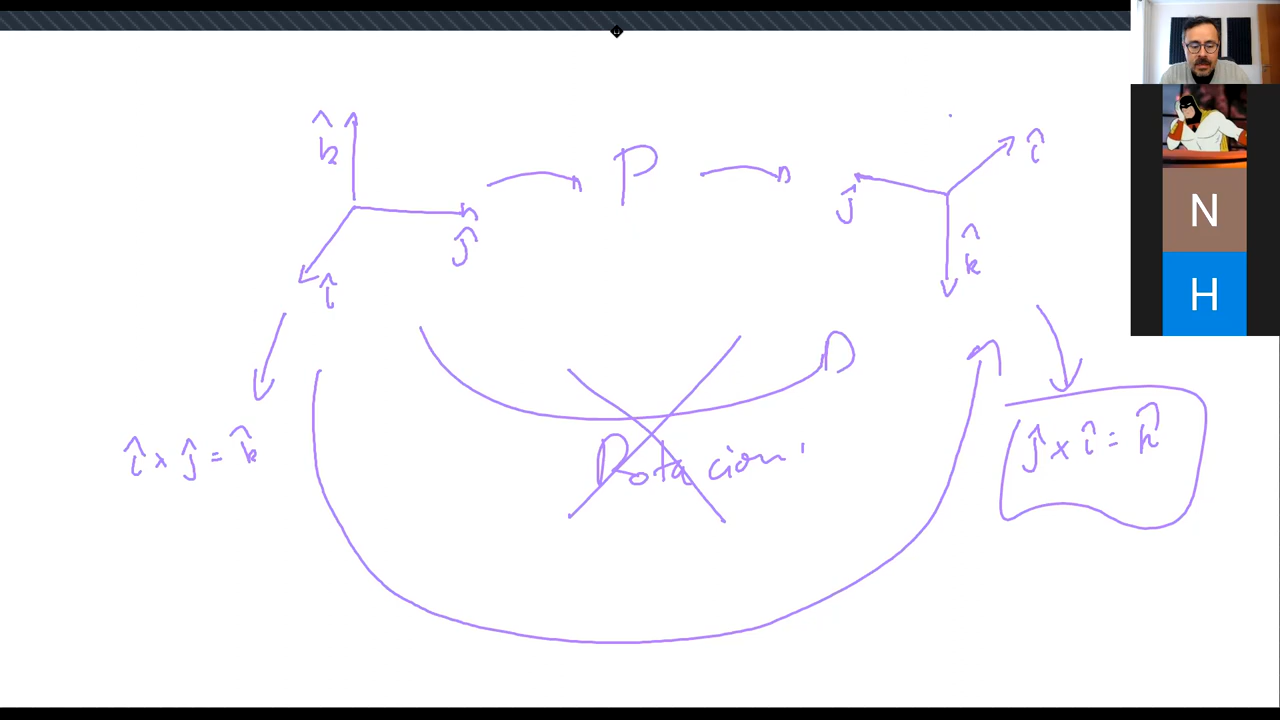 k̂
P
î
ĵ
ĵ
k̂
î
î × ĵ = k̂
Rotación
ĵ × î = k̂
N
H